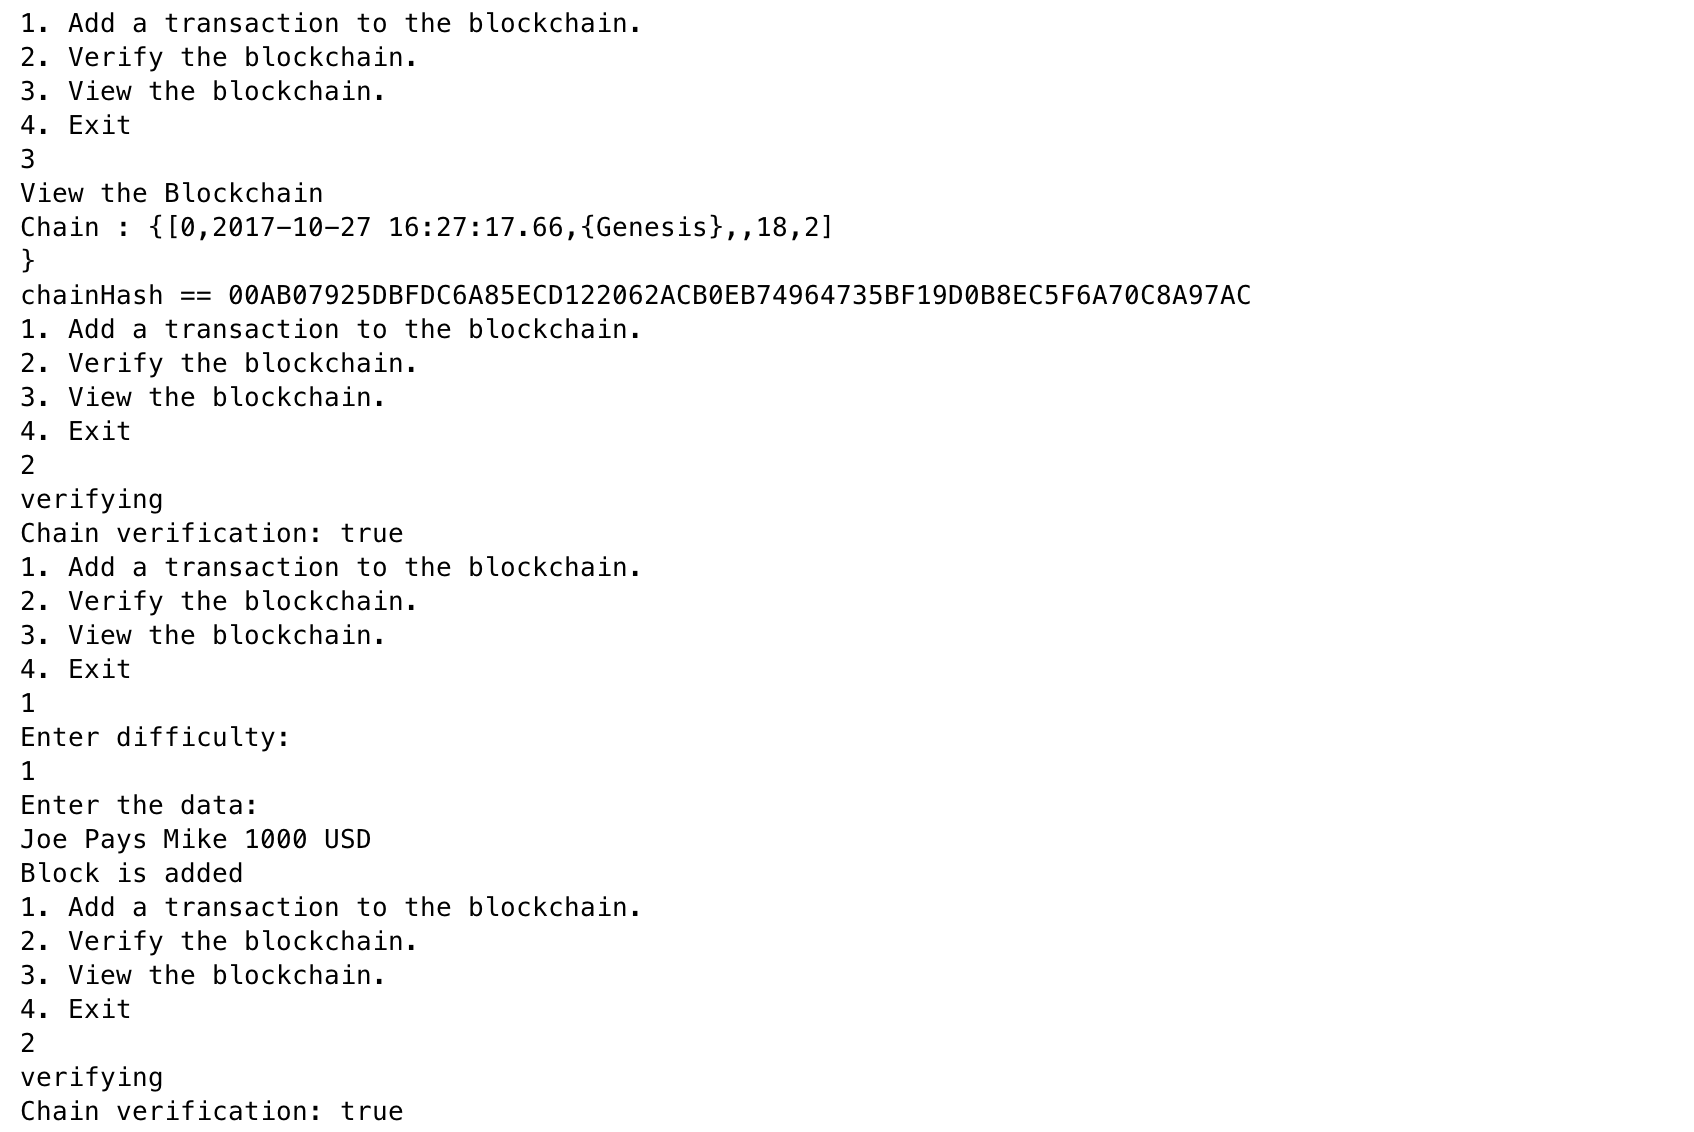 1. Add a transaction to the blockchain.
2. Verify the blockchain.
3. View the blockchain.
4. Exit
3
View the Blockchain
Chain : {[0,2017-10-27 16:27:17.66,{Genesis},,18,2]
}
chainHash == 00AB07925DBFDC6A85ECD122062ACB0EB74964735BF19D0B8EC5F6A70C8A97AC
1. Add a transaction to the blockchain.
2. Verify the blockchain.
3. View the blockchain.
4. Exit
2
verifying
Chain verification: true
1. Add a transaction to the blockchain.
2. Verify the blockchain.
3. View the blockchain.
4. Exit
1
Enter difficulty:
1
Enter the data:
Joe Pays Mike 1000 USD
Block is added
1. Add a transaction to the blockchain.
2. Verify the blockchain.
3. View the blockchain.
4. Exit
2
verifying
Chain verification: true